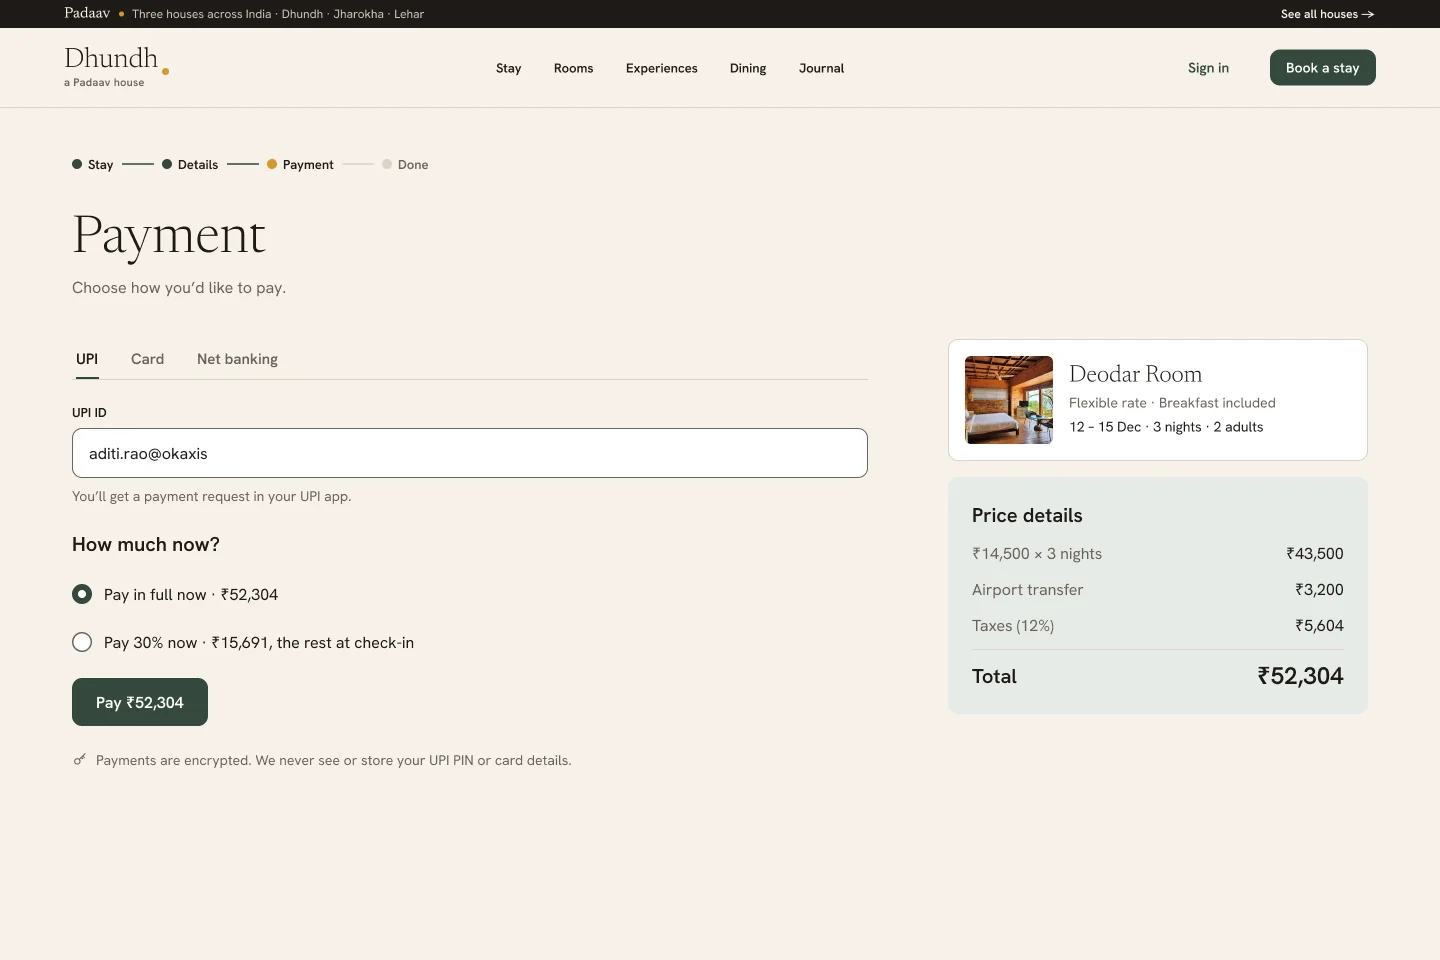 Padaav • Three houses across India · Dhundh · Jharokha · Lehar
See all houses →
Dhundh
a Padaav house
Stay
Rooms
Experiences
Dining
Journal
Sign in
Book a stay
Stay
Details
Payment
Done
Payment
Choose how you’d like to pay.
UPI
Card
Net banking
UPI ID
aditi.rao@okaxis
You’ll get a payment request in your UPI app.
How much now?
Pay in full now · ₹52,304
Pay 30% now · ₹15,691, the rest at check-in
Pay ₹52,304
Payments are encrypted. We never see or store your UPI PIN or card details.
Deodar Room
Flexible rate · Breakfast included
12 – 15 Dec · 3 nights · 2 adults
Price details
₹14,500 × 3 nights ₹43,500
Airport transfer ₹3,200
Taxes (12%) ₹5,604
Total ₹52,304